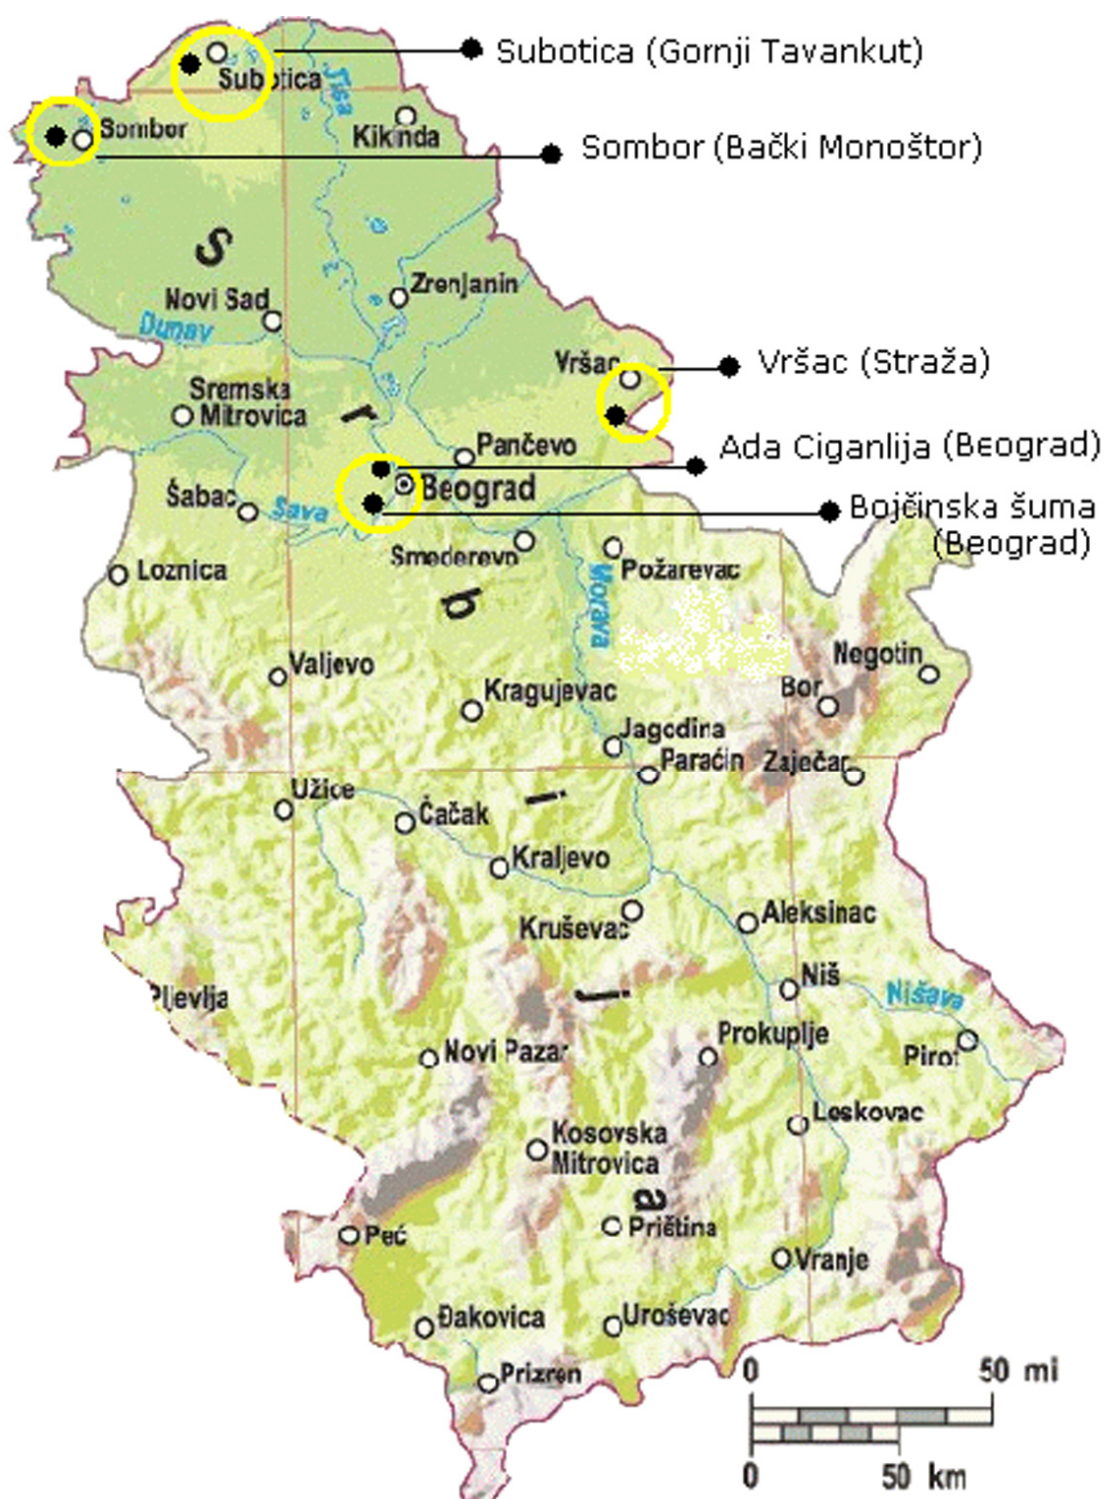 Subotica (Gornji Tavankut)
Subotica
Tisa
Sombor
Kikinda
Sombor (Bački Monoštor)
S
Zrenjanin
Novi Sad
Dunav
Vršac
Vršac (Straža)
Sremska
Mitrovica
r
Pančevo
Ada Ciganlija (Beograd)
Šabac
Sava
Beograd
Bojčinska šuma
(Beograd)
Smederevo
Požarevac
Loznica
Morava
b
Valjevo
Negotin
Kragujevac
Bor
Jagodina
Paraćin
Zaječar
Užice
i
Čačak
Kraljevo
Kruševac
Aleksinac
Niš
Pljevlja
j
Nišava
Novi Pazar
Prokuplje
Pirot
Leskovac
Kosovska
Mitrovica
a
Peć
Priština
Vranje
Đakovica
Uroševac
Prizren
0 50 mi
0 50 km